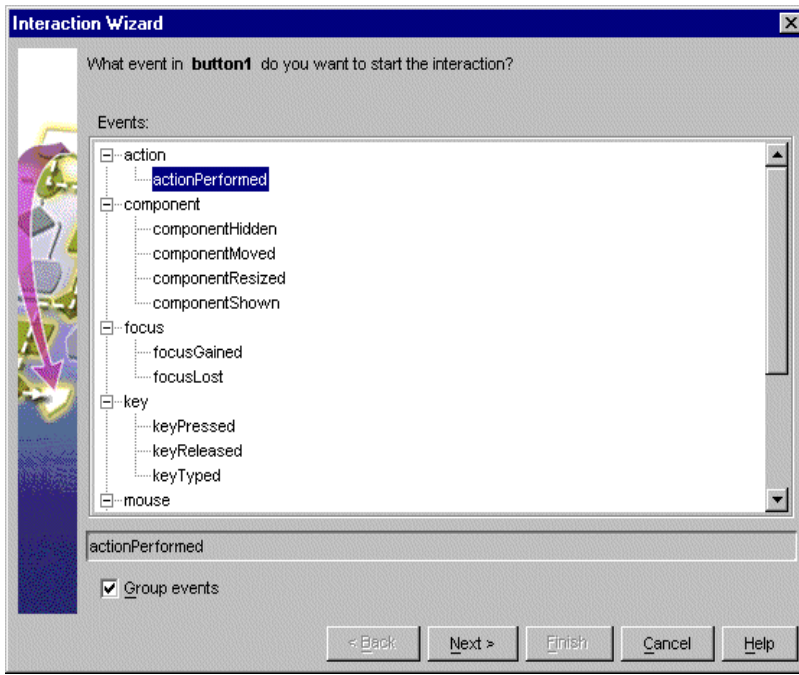 Interaction Wizard
What event in button1 do you want to start the interaction?
Events:
action
actionPerformed
component
componentHidden
componentMoved
componentResized
componentShown
focus
focusGained
focusLost
key
keyPressed
keyReleased
keyTyped
mouse
actionPerformed
Group events
< Back Next > Finish Cancel Help